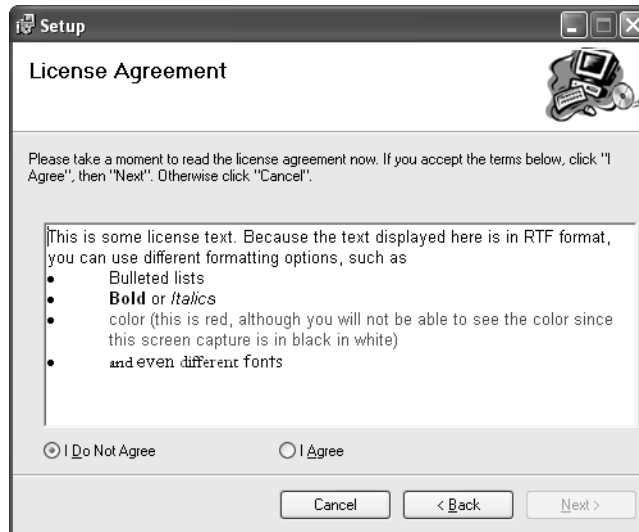 Setup
License Agreement
Please take a moment to read the license agreement now. If you accept the terms below, click "I
Agree", then "Next". Otherwise click "Cancel".
This is some license text. Because the text displayed here is in RTF format,
you can use different formatting options, such as
• Bulleted lists
• Bold or Italics
• color (this is red, although you will not be able to see the color since
this screen capture is in black in white)
• and even different fonts
I Do Not Agree
I Agree
Cancel
< Back
Next >